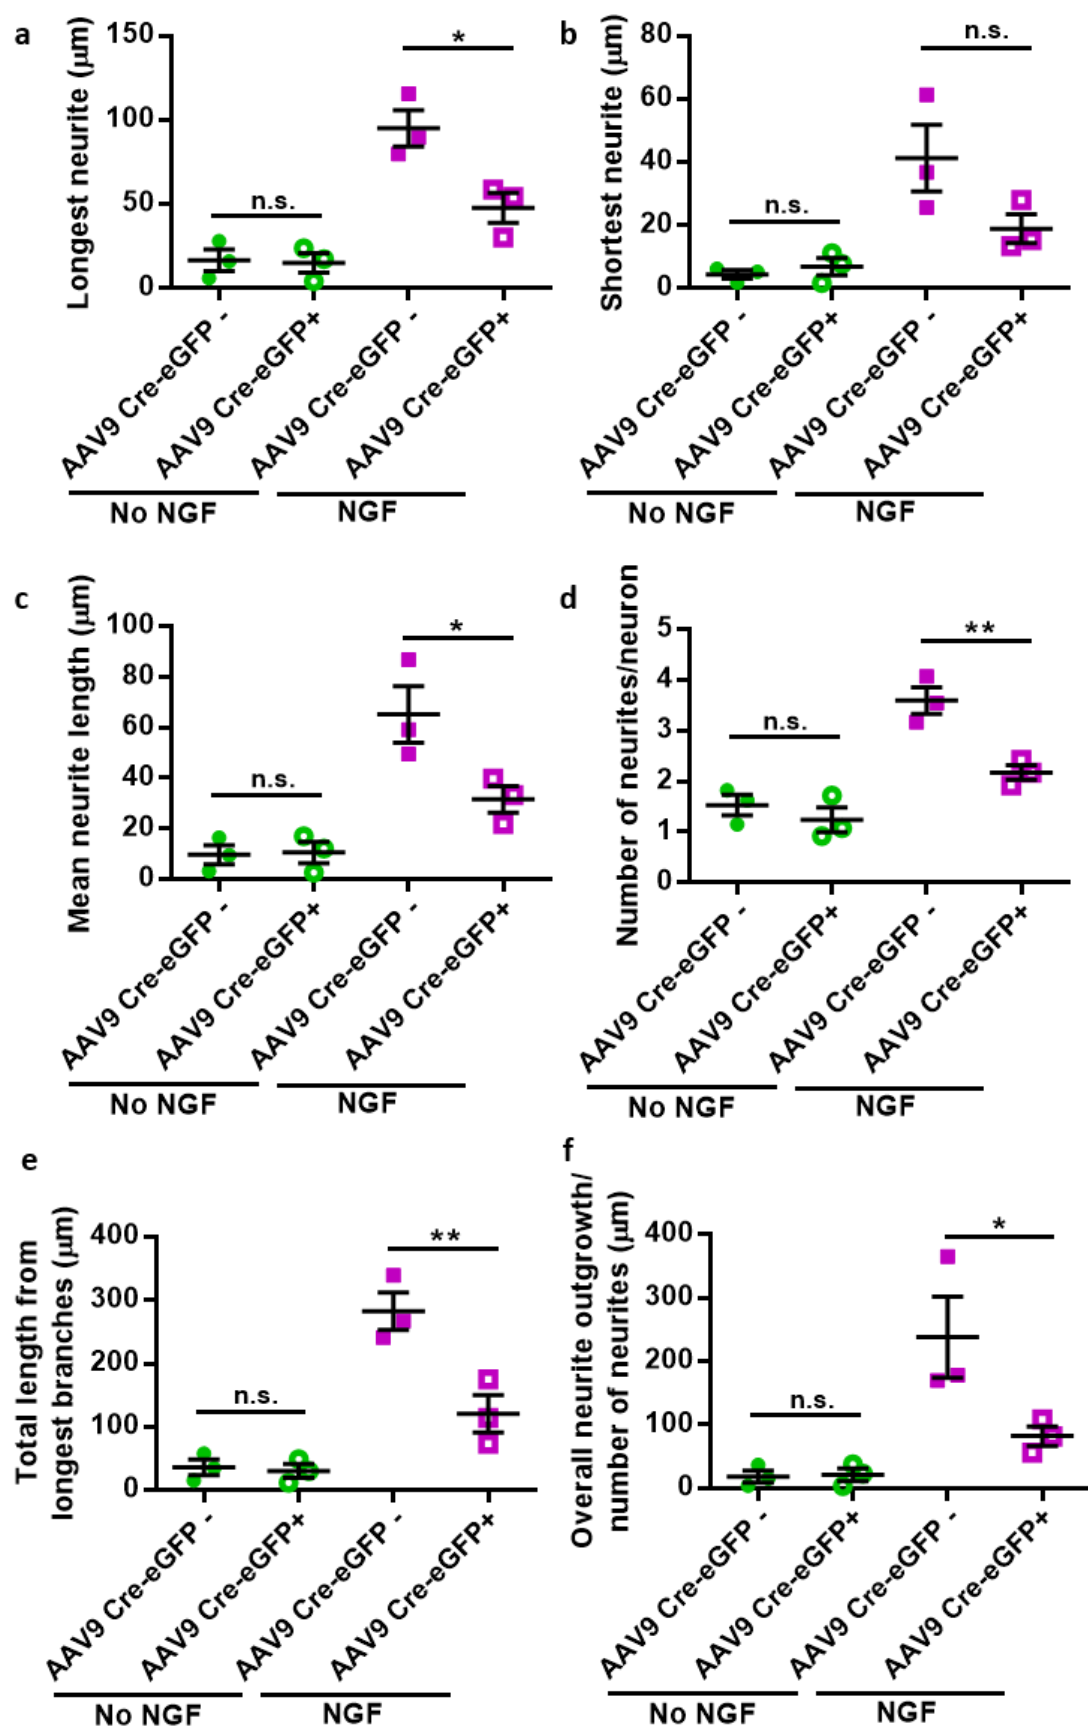 a
Longest neurite (μm)
150
100
50
0
n.s.
*
AAV9 Cre-eGFP -
AAV9 Cre-eGFP+
AAV9 Cre-eGFP -
AAV9 Cre-eGFP+
No NGF
NGF
b
Shortest neurite (μm)
80
60
40
20
0
n.s.
n.s.
AAV9 Cre-eGFP -
AAV9 Cre-eGFP+
AAV9 Cre-eGFP -
AAV9 Cre-eGFP+
No NGF
NGF
c
Mean neurite length (μm)
100
80
60
40
20
0
n.s.
*
AAV9 Cre-eGFP -
AAV9 Cre-eGFP+
AAV9 Cre-eGFP -
AAV9 Cre-eGFP+
No NGF
NGF
d
Number of neurites/neuron
5
4
3
2
1
0
n.s.
**
AAV9 Cre-eGFP -
AAV9 Cre-eGFP+
AAV9 Cre-eGFP -
AAV9 Cre-eGFP+
No NGF
NGF
e
Total length from
longest branches (μm)
400
300
200
100
0
n.s.
**
AAV9 Cre-eGFP -
AAV9 Cre-eGFP+
AAV9 Cre-eGFP -
AAV9 Cre-eGFP+
No NGF
NGF
f
Overall neurite outgrowth/
number of neurites (μm)
400
300
200
100
0
n.s.
*
AAV9 Cre-eGFP -
AAV9 Cre-eGFP+
AAV9 Cre-eGFP -
AAV9 Cre-eGFP+
No NGF
NGF